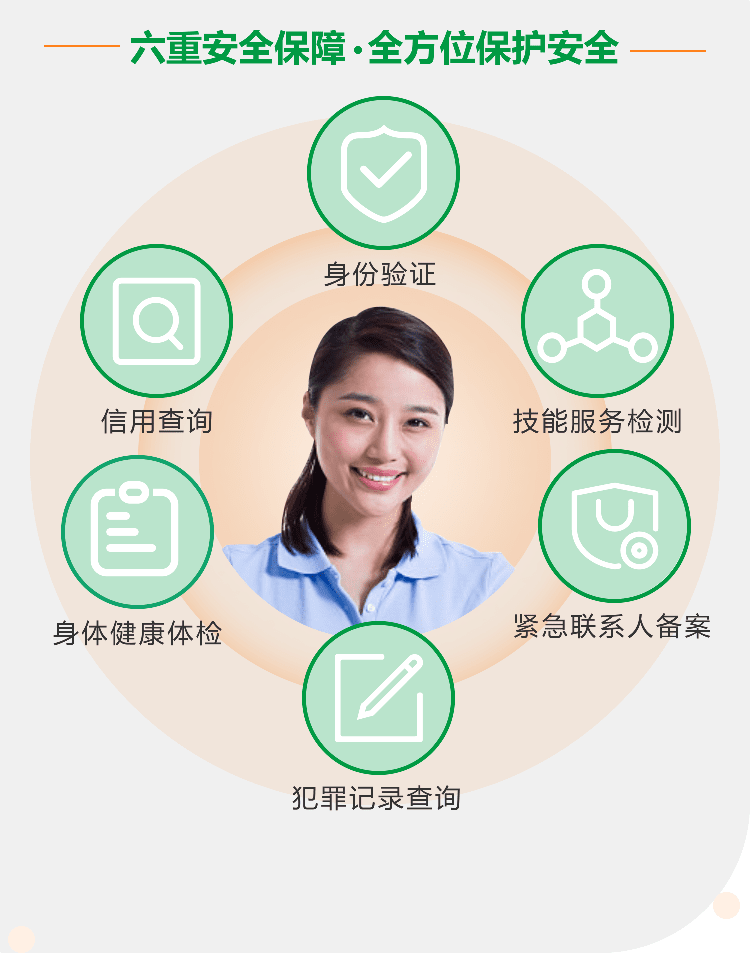 六重安全保障·全方位保护安全
身份验证
信用查询
技能服务检测
身体健康体检
紧急联系人备案
犯罪记录查询